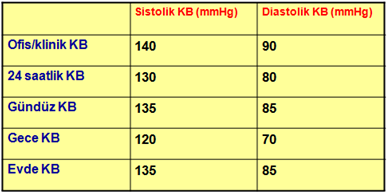 Sistolik KB (mmHg) Diastolik KB (mmHg)
Ofis/klinik KB 140 90
24 saatlik KB 130 80
Gündüz KB 135 85
Gece KB 120 70
Evde KB 135 85